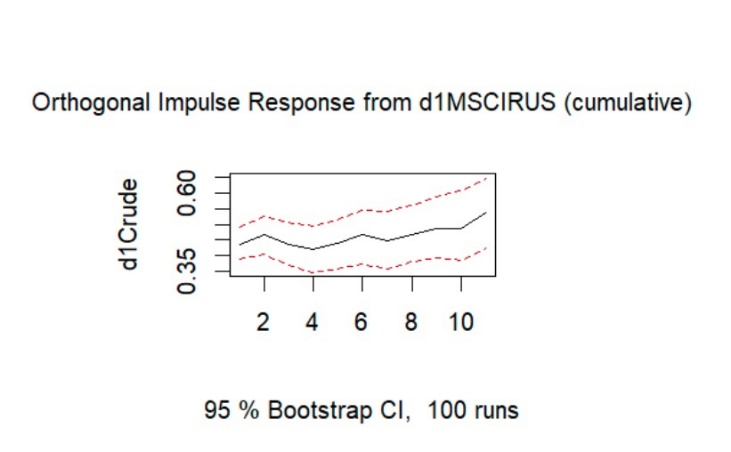 Orthogonal Impulse Response from d1MSCIRUS (cumulative)
d1Crude
0.60
0.35
2 4 6 8 10
95 % Bootstrap CI, 100 runs